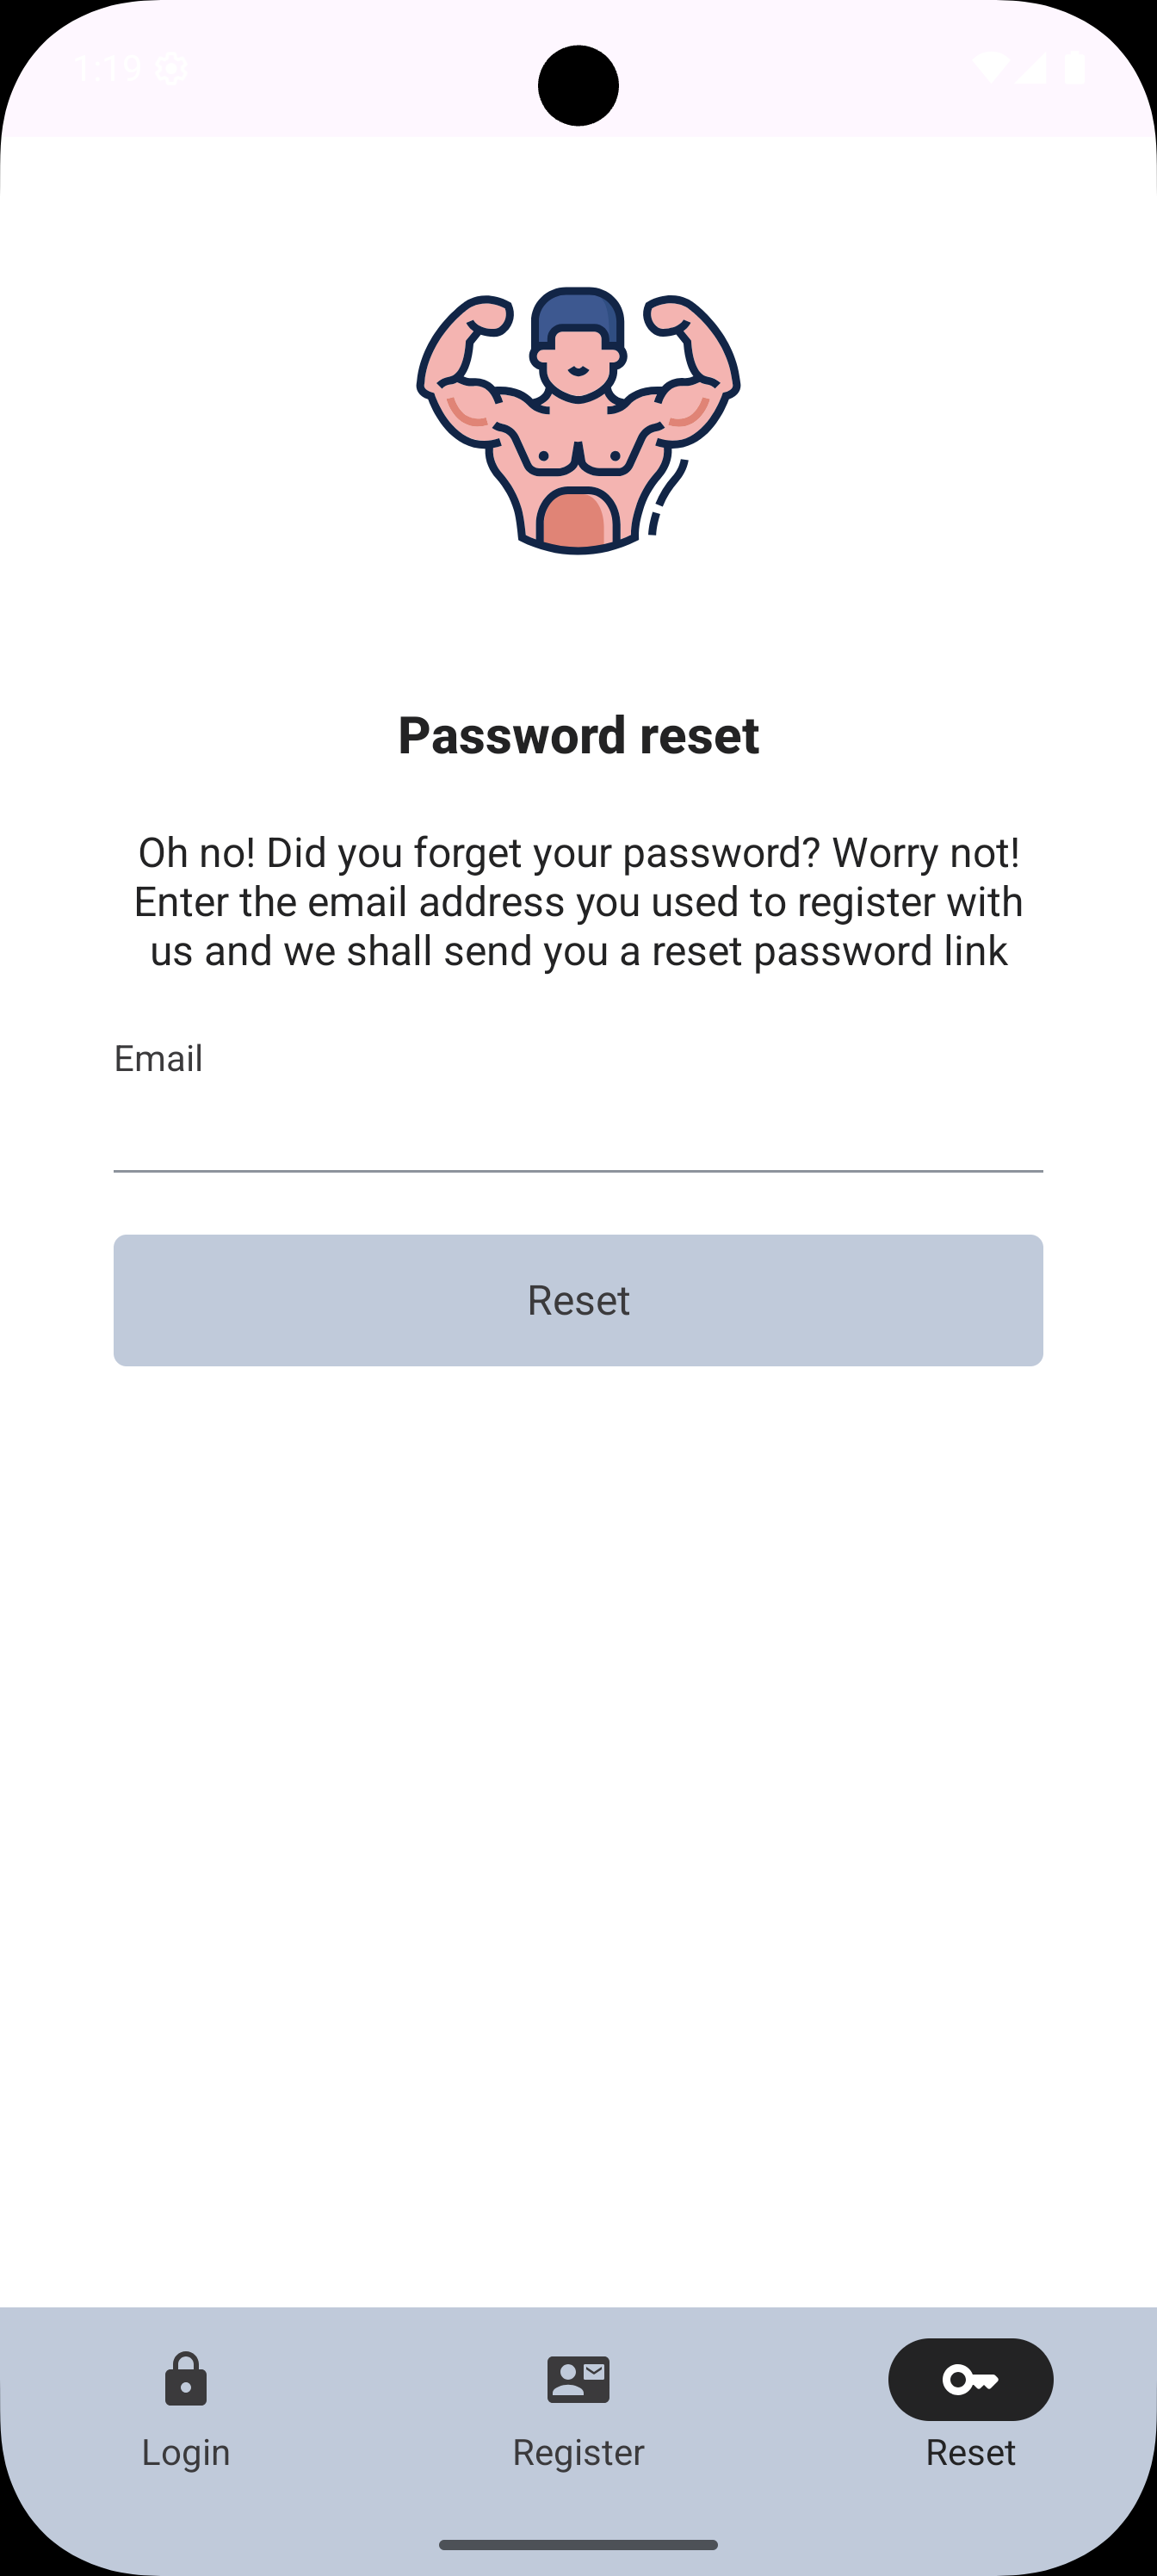 1:19
Password reset
Oh no! Did you forget your password? Worry not!
Enter the email address you used to register with
us and we shall send you a reset password link
Email
Reset
Login
Register
Reset